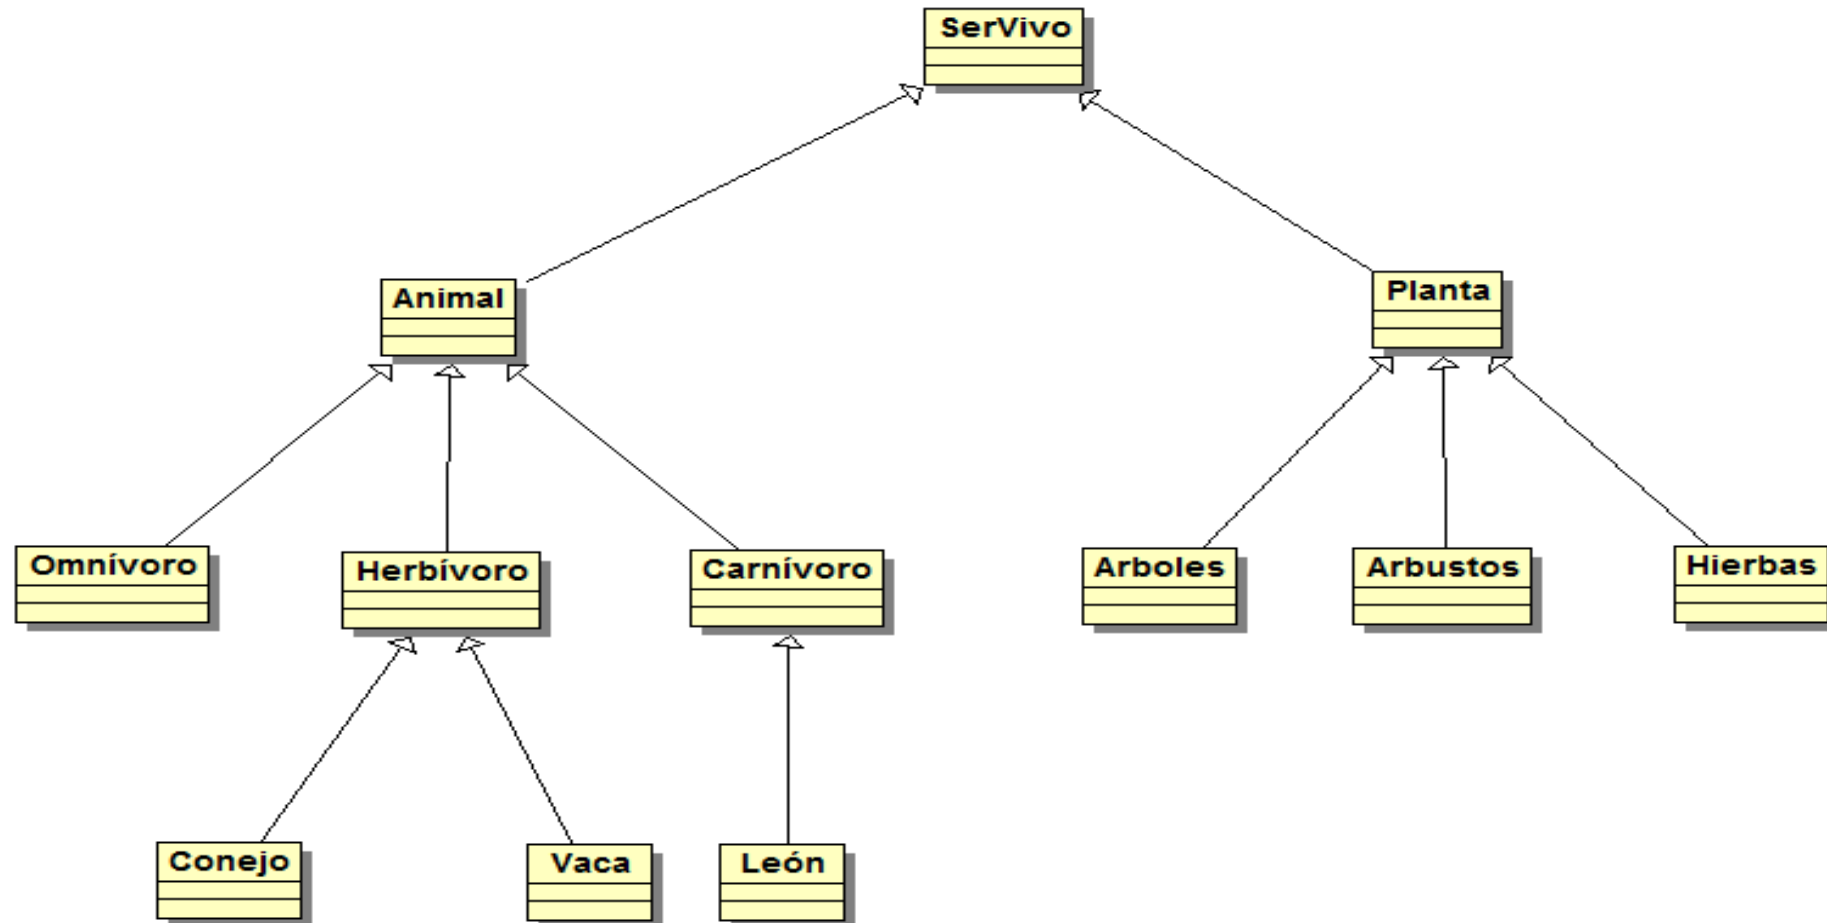 SerVivo
Animal
Planta
Omnívoro
Herbívoro
Carnívoro
Arboles
Arbustos
Hierbas
Conejo
Vaca
León